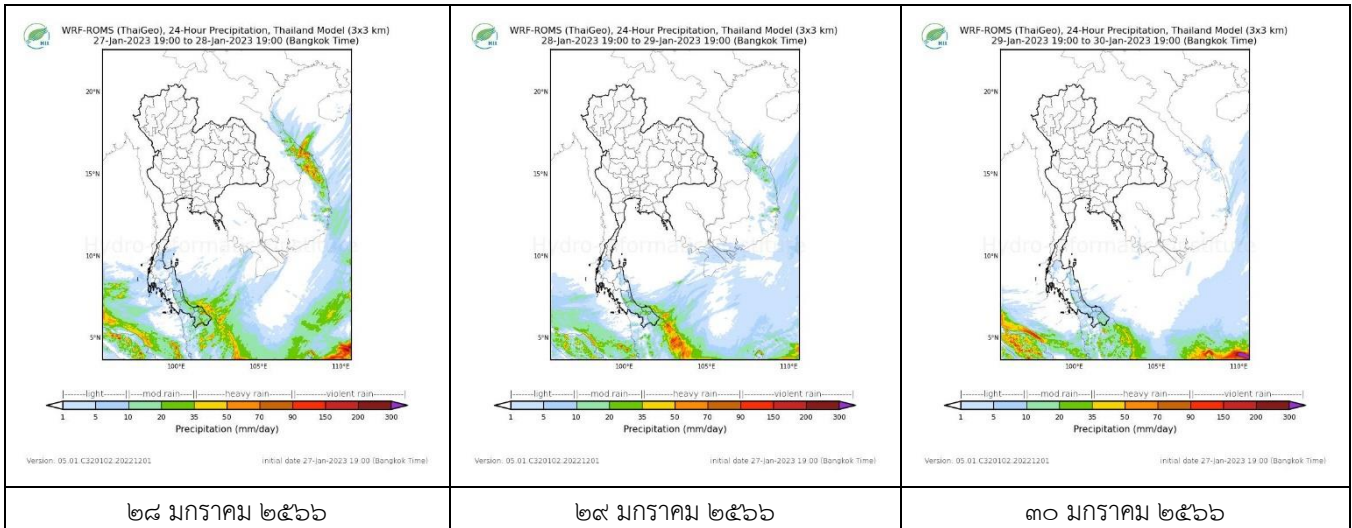 WRF-ROMS (ThaiGeo), 24-Hour Precipitation, Thailand Model (3x3 km)
27-Jan-2023 19:00 to 28-Jan-2023 19:00 (Bangkok Time)
HII
20°N
15°N
10°N
5°N
Hydro Informatics Institute
100°E 105°E 110°E
|------light------||---mod.rain---||------heavy rain------||------violent rain------|
1 5 10 20 35 50 70 90 150 200 300
Precipitation (mm/day)
Version: 05.01.C320102.20221201 initial date 27-Jan-2023 19:00 (Bangkok Time)
๒๘ มกราคม ๒๕๖๖
WRF-ROMS (ThaiGeo), 24-Hour Precipitation, Thailand Model (3x3 km)
28-Jan-2023 19:00 to 29-Jan-2023 19:00 (Bangkok Time)
HII
20°N
15°N
10°N
5°N
Hydro Informatics Institute
100°E 105°E 110°E
|------light------||---mod.rain---||------heavy rain------||------violent rain------|
1 5 10 20 35 50 70 90 150 200 300
Precipitation (mm/day)
Version: 05.01.C320102.20221201 initial date 27-Jan-2023 19:00 (Bangkok Time)
๒๙ มกราคม ๒๕๖๖
WRF-ROMS (ThaiGeo), 24-Hour Precipitation, Thailand Model (3x3 km)
29-Jan-2023 19:00 to 30-Jan-2023 19:00 (Bangkok Time)
HII
20°N
15°N
10°N
5°N
Hydro Informatics Institute
100°E 105°E 110°E
|------light------||---mod.rain---||------heavy rain------||------violent rain------|
1 5 10 20 35 50 70 90 150 200 300
Precipitation (mm/day)
Version: 05.01.C320102.20221201 initial date 27-Jan-2023 19:00 (Bangkok Time)
๓๐ มกราคม ๒๕๖๖